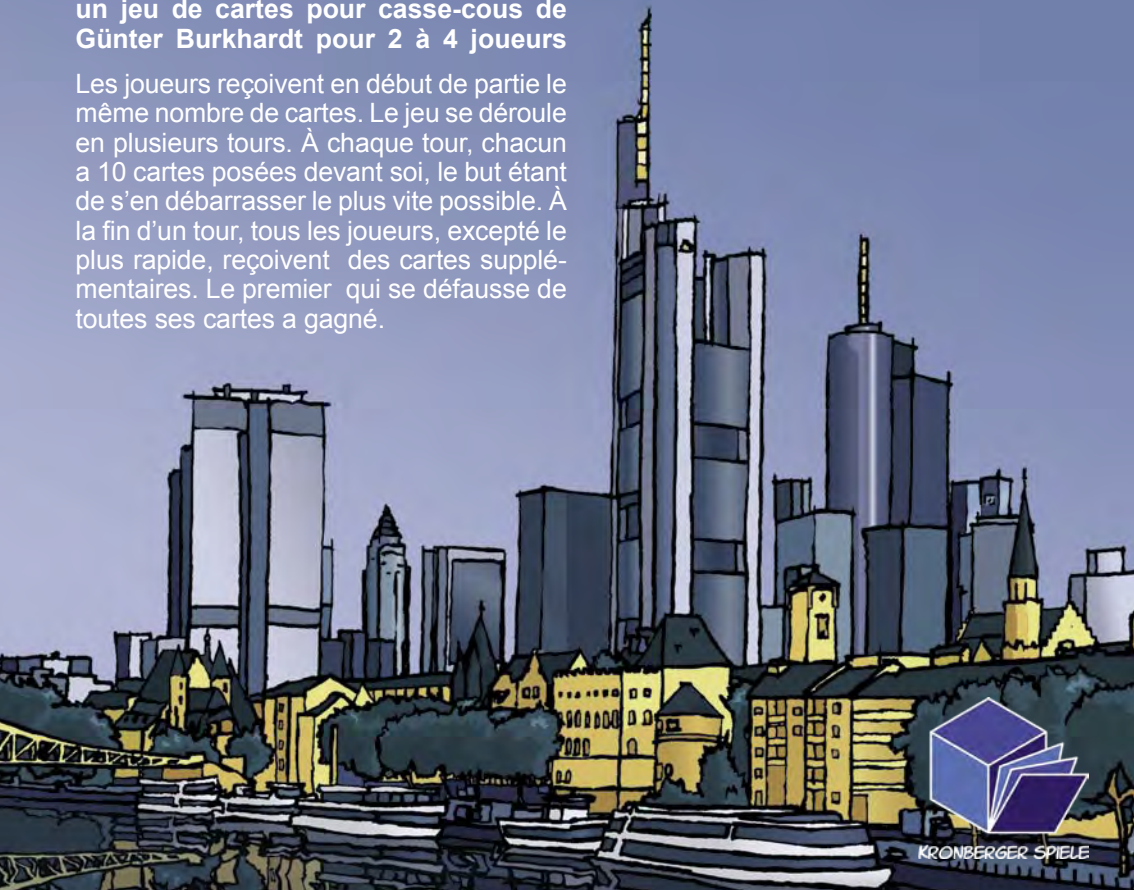 un jeu de cartes pour casse-cous de
Günter Burkhardt pour 2 à 4 joueurs
Les joueurs reçoivent en début de partie le
même nombre de cartes. Le jeu se déroule
en plusieurs tours. À chaque tour, chacun
a 10 cartes posées devant soi, le but étant
de s’en débarrasser le plus vite possible. À
la fin d’un tour, tous les joueurs, excepté le
plus rapide, reçoivent des cartes supplé-
mentaires. Le premier qui se défausse de
toutes ses cartes a gagné.
KRONBERGER SPIELE